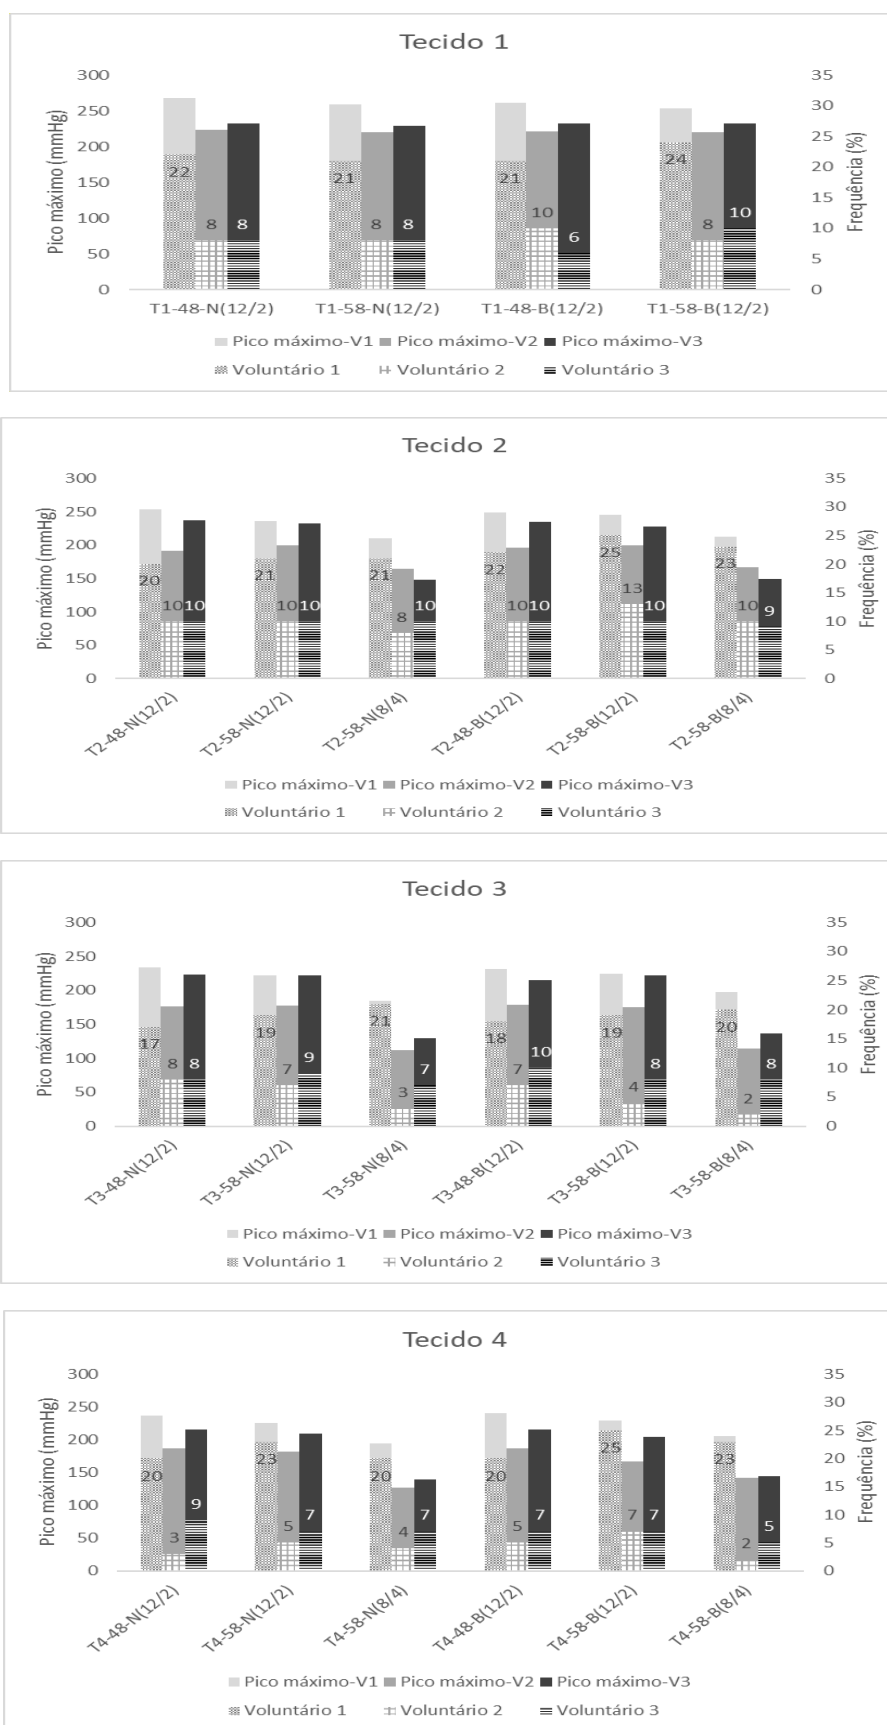 Tecido 1
Pico máximo (mmHg)
300
250
200
150
100
50
0
22
8
8
21
8
8
21
10
6
24
8
10
35
30
25
20
15
10
5
0
Frequência (%)
T1-48-N(12/2)
T1-58-N(12/2)
T1-48-B(12/2)
T1-58-B(12/2)
Pico máximo-V1
Pico máximo-V2
Pico máximo-V3
Voluntário 1
Voluntário 2
Voluntário 3
Tecido 2
Pico máximo (mmHg)
300
250
200
150
100
50
0
20
10
10
21
10
10
21
8
10
22
10
10
25
13
10
23
10
9
35
30
25
20
15
10
5
0
Frequência (%)
T2-48-N(12/2)
T2-58-N(12/2)
T2-58-N(8/4)
T2-48-B(12/2)
T2-58-B(12/2)
T2-58-B(8/4)
Pico máximo-V1
Pico máximo-V2
Pico máximo-V3
Voluntário 1
Voluntário 2
Voluntário 3
Tecido 3
Pico máximo (mmHg)
300
250
200
150
100
50
0
17
8
8
19
7
9
21
3
7
18
7
10
19
4
8
20
2
8
35
30
25
20
15
10
5
0
Frequência (%)
T3-48-N(12/2)
T3-58-N(12/2)
T3-58-N(8/4)
T3-48-B(12/2)
T3-58-B(12/2)
T3-58-B(8/4)
Pico máximo-V1
Pico máximo-V2
Pico máximo-V3
Voluntário 1
Voluntário 2
Voluntário 3
Tecido 4
Pico máximo (mmHg)
300
250
200
150
100
50
0
20
3
9
23
5
7
20
4
7
20
5
7
25
7
7
23
2
5
35
30
25
20
15
10
5
0
Frequência (%)
T4-48-N(12/2)
T4-58-N(12/2)
T4-58-N(8/4)
T4-48-B(12/2)
T4-58-B(12/2)
T4-58-B(8/4)
Pico máximo-V1
Pico máximo-V2
Pico máximo-V3
Voluntário 1
Voluntário 2
Voluntário 3